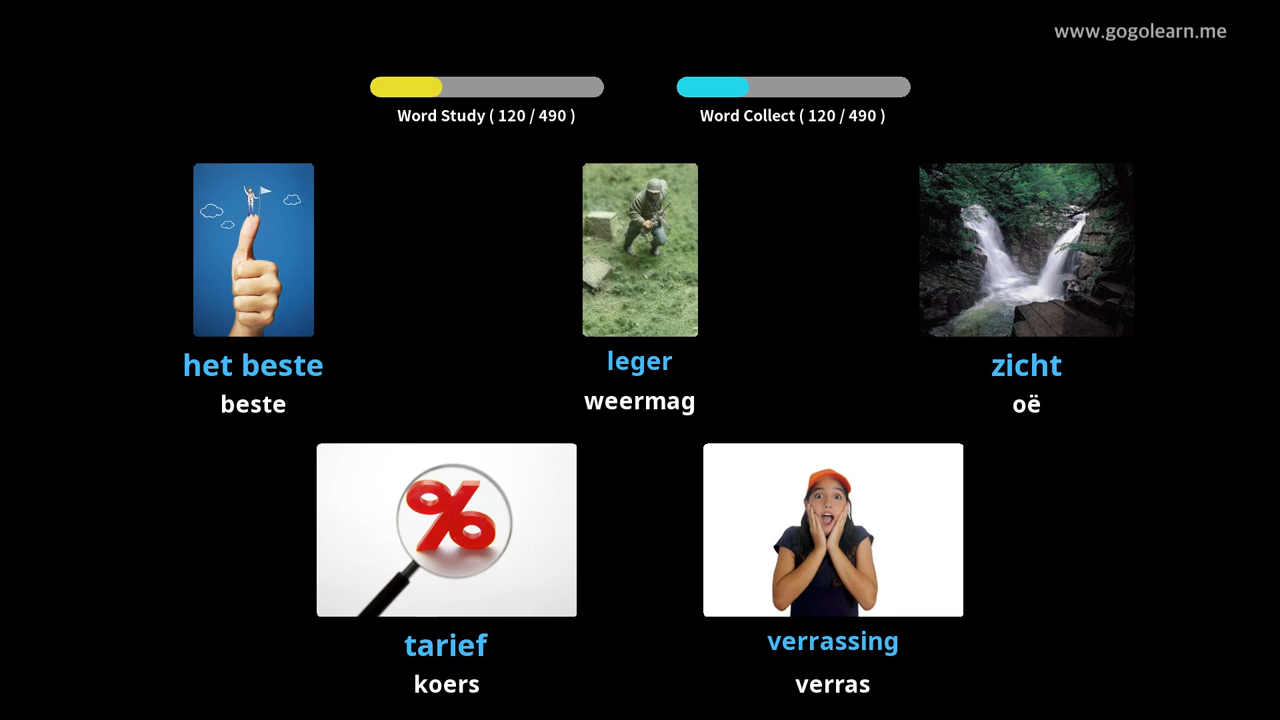 www.gogolearn.me
Word Study ( 120 / 490 )
Word Collect ( 120 / 490 )
het beste
beste
leger
weermag
zicht
oë
tarief
koers
verrassing
verras